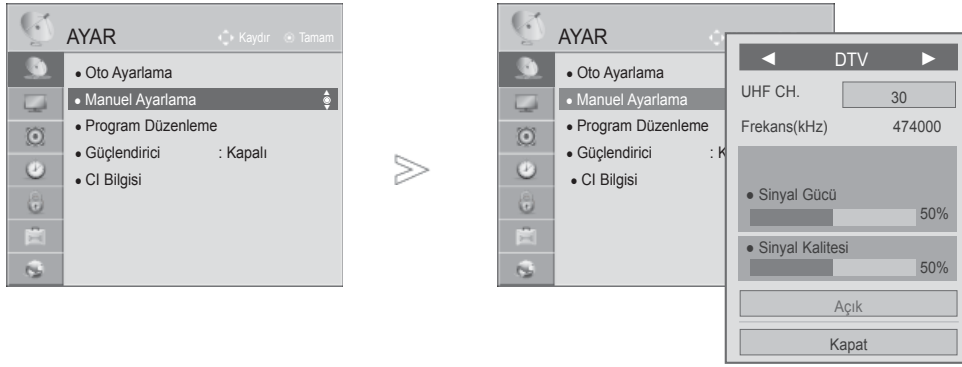 AYAR
Kaydır
Tamam
• Oto Ayarlama
• Manuel Ayarlama
• Program Düzenleme
• Güçlendirici : Kapalı
• CI Bilgisi
AYAR
• Oto Ayarlama
• Manuel Ayarlama
• Program Düzenleme
• Güçlendirici : K
• CI Bilgisi
◄ DTV ►
UHF CH. 30
Frekans(kHz) 474000
• Sinyal Gücü
50%
• Sinyal Kalitesi
50%
Açık
Kapat